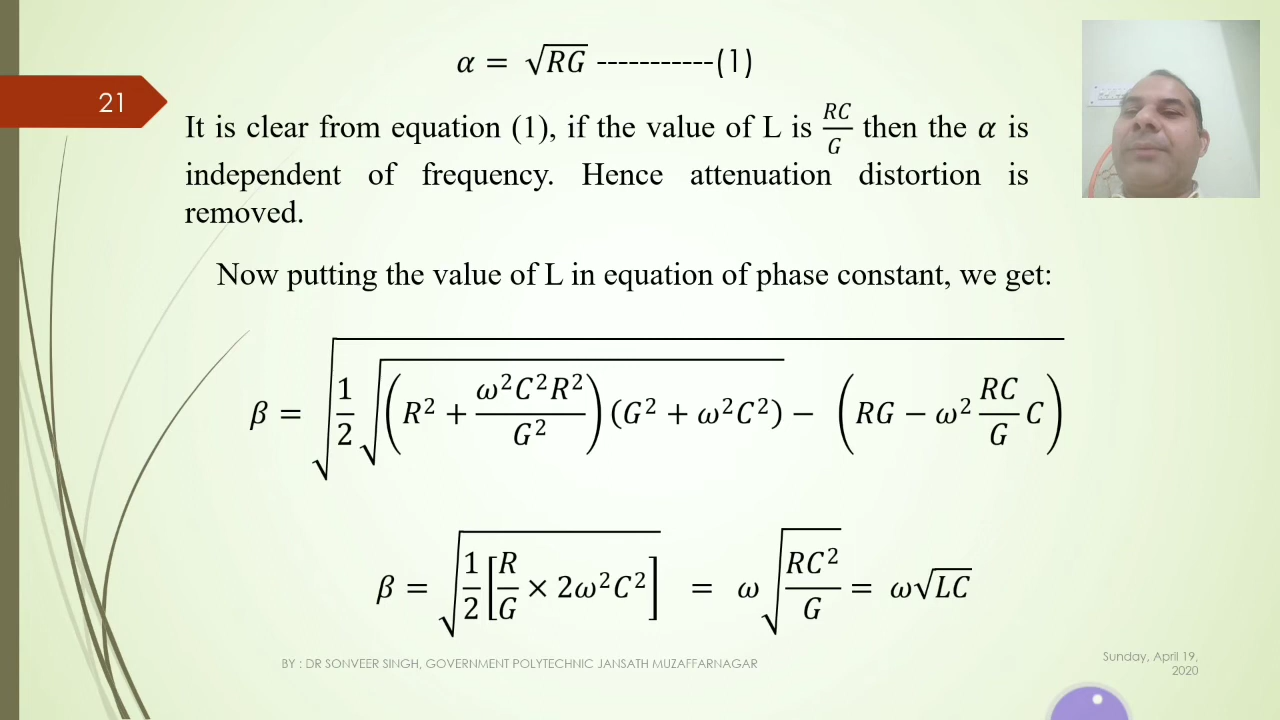 α = √RG -----------(1)
21
It is clear from equation (1), if the value of L is RC/G then the α is
independent of frequency. Hence attenuation distortion is
removed.
Now putting the value of L in equation of phase constant, we get:
β = √(1/2 √((R² + ω²C²R²/G²)(G² + ω²C²)) − (RG − ω² RC/G C))
β = √(1/2 [R/G × 2ω²C²]) = ω √(RC²/G) = ω√LC
BY : DR SONVEER SINGH, GOVERNMENT POLYTECHNIC JANSATH MUZAFFARNAGAR
Sunday, April 19,
2020